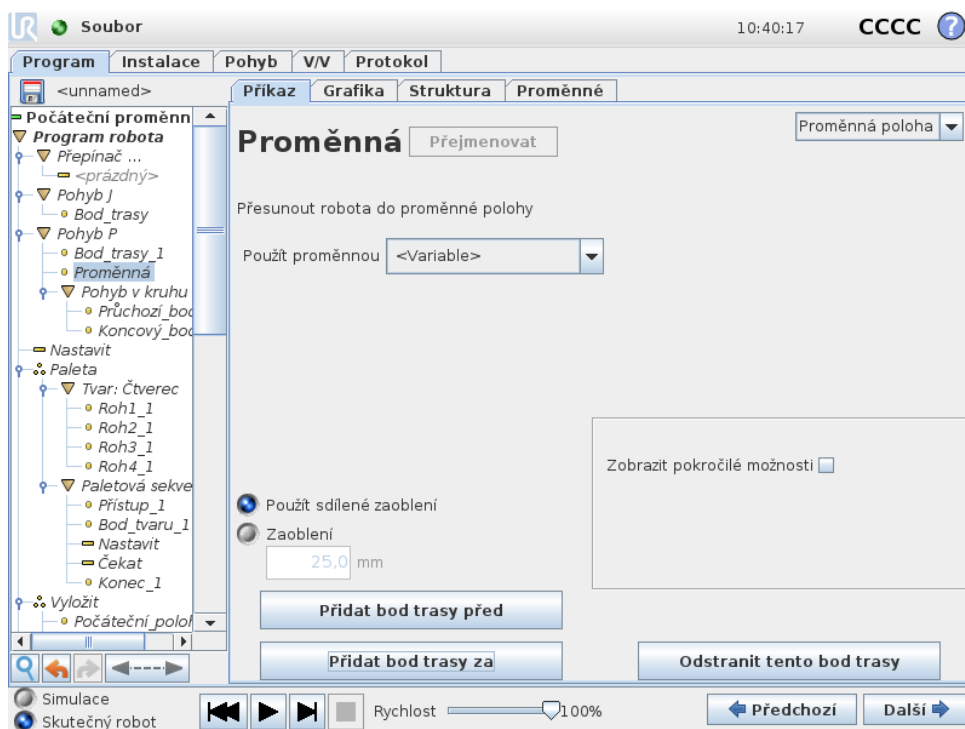 UR Soubor 10:40:17 CCCC ?
Program Instalace Pohyb V/V Protokol
<unnamed>
Počáteční proměnn
Program robota
Přepínač ...
<prázdný>
Pohyb J
Bod_trasy
Pohyb P
Bod_trasy_1
Proměnná
Pohyb v kruhu
Průchozí_boc
Koncový_boc
Nastavit
Paleta
Tvar: Čtverec
Roh1_1
Roh2_1
Roh3_1
Roh4_1
Paletová sekve
Přístup_1
Bod_tvaru_1
Nastavit
Čekat
Konec_1
Vyložit
Počáteční_poloh
Příkaz Grafika Struktura Proměnné
Proměnná Přejmenovat Proměnná poloha
Přesunout robota do proměnné polohy
Použít proměnnou <Variable>
Zobrazit pokročilé možnosti
Použít sdílené zaoblení
Zaoblení
25,0 mm
Přidat bod trasy před
Přidat bod trasy za Odstranit tento bod trasy
Simulace
Skutečný robot
Rychlost 100% Předchozí Další